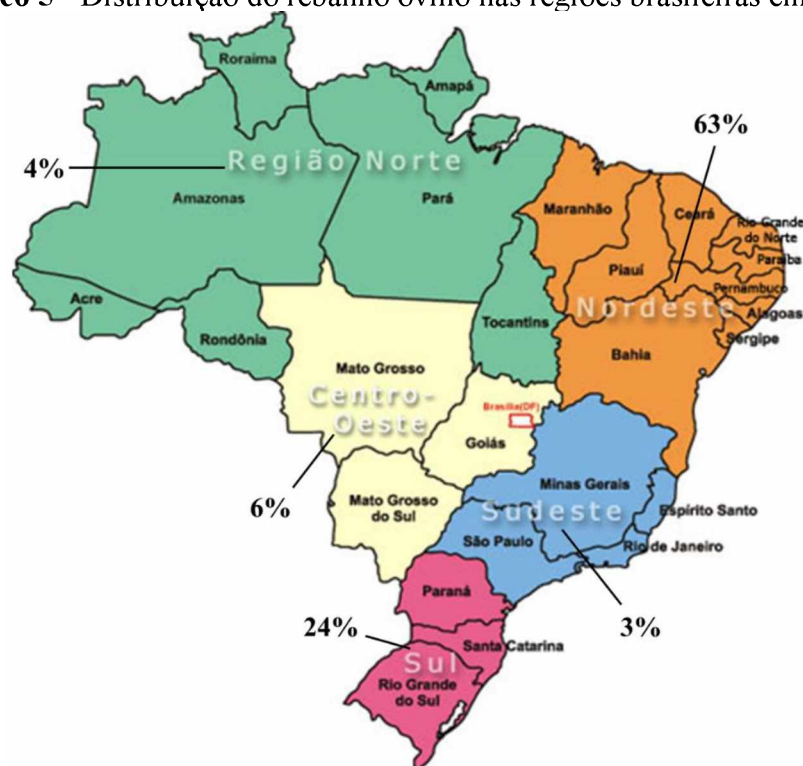 Distribuição do rebanho ovino nas regiões brasileiras em
Roraima
Amapá
63%
4%
Região Norte
Amazonas
Pará
Maranhão
Ceará
Rio Grande
do Norte
Paraíba
Piauí
Pernambuco
Acre
Nordeste
Alagoas
Rondônia
Tocantins
Sergipe
Bahia
Mato Grosso
Centro-
Oeste
Brasília(DF)
Goiás
Minas Gerais
6%
Mato Grosso
do Sul
Sudeste
Espírito Santo
São Paulo
Rio de Janeiro
Paraná
24%
3%
Santa Catarina
Sul
Rio Grande
do Sul